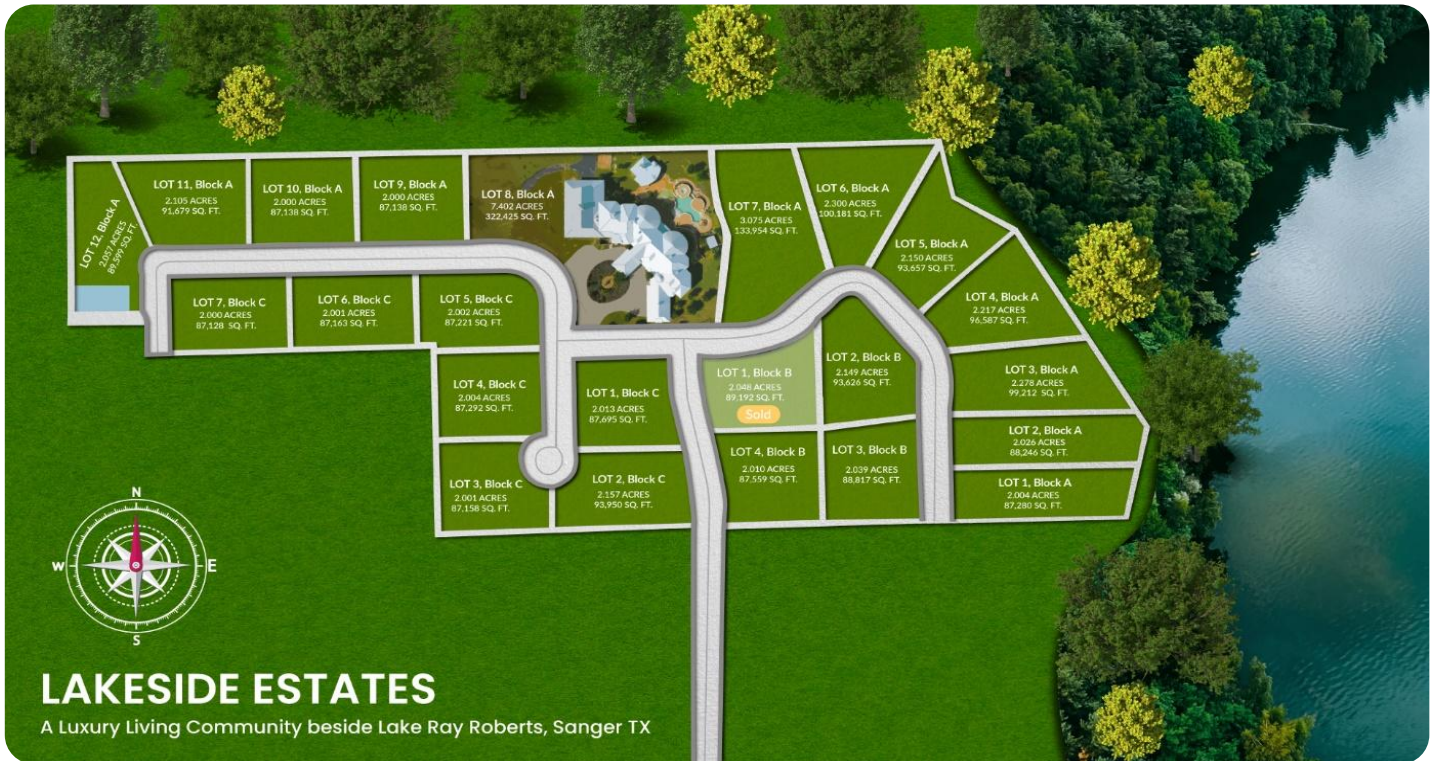 LOT 12, Block A
2.057 ACRES
89,599 SQ. FT.
LOT 11, Block A
2.105 ACRES
91,679 SQ. FT.
LOT 10, Block A
2.000 ACRES
87,138 SQ. FT.
LOT 9, Block A
2.000 ACRES
87,138 SQ. FT.
LOT 8, Block A
7.402 ACRES
322,425 SQ. FT.
LOT 7, Block A
3.075 ACRES
133,954 SQ. FT.
LOT 6, Block A
2.300 ACRES
100,181 SQ. FT.
LOT 5, Block A
2.150 ACRES
93,657 SQ. FT.
LOT 4, Block A
2.217 ACRES
96,587 SQ. FT.
LOT 3, Block A
2.278 ACRES
99,212 SQ. FT.
LOT 2, Block A
2.026 ACRES
88,246 SQ. FT.
LOT 1, Block A
2.004 ACRES
87,280 SQ. FT.
LOT 7, Block C
2.000 ACRES
87,128 SQ. FT.
LOT 6, Block C
2.001 ACRES
87,163 SQ. FT.
LOT 5, Block C
2.002 ACRES
87,221 SQ. FT.
LOT 4, Block C
2.004 ACRES
87,292 SQ. FT.
LOT 1, Block C
2.013 ACRES
87,695 SQ. FT.
LOT 1, Block B
2.048 ACRES
89,192 SQ. FT.
Sold
LOT 2, Block B
2.149 ACRES
93,626 SQ. FT.
LOT 3, Block C
2.001 ACRES
87,158 SQ. FT.
LOT 2, Block C
2.157 ACRES
93,950 SQ. FT.
LOT 4, Block B
2.010 ACRES
87,559 SQ. FT.
LOT 3, Block B
2.039 ACRES
88,817 SQ. FT.
N
W
E
S
LAKESIDE ESTATES
A Luxury Living Community beside Lake Ray Roberts, Sanger TX